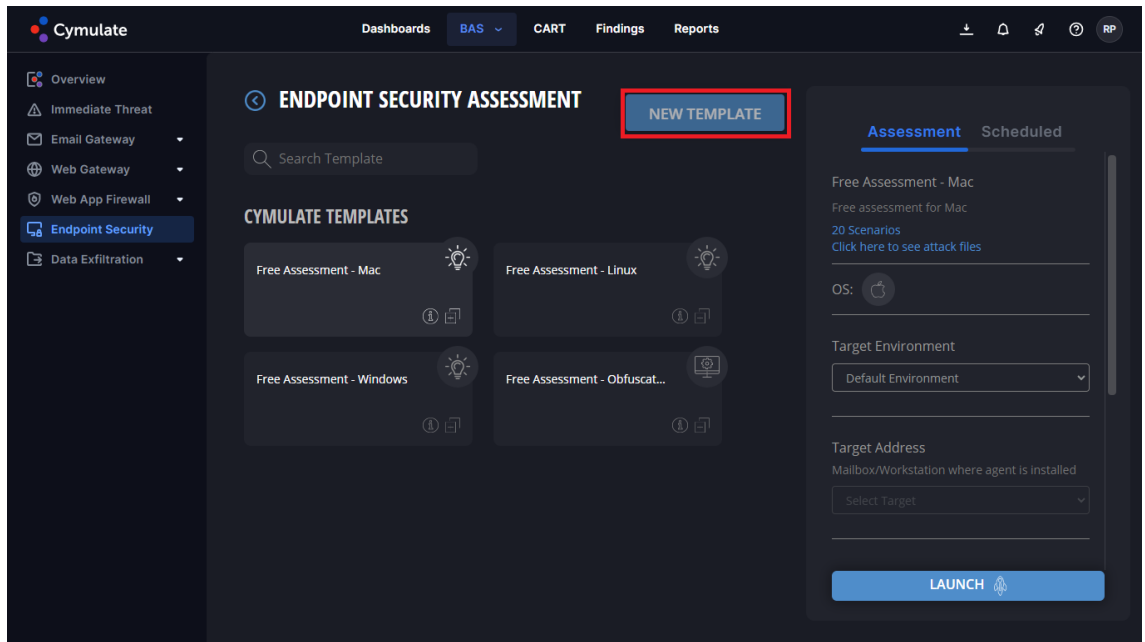 Cymulate
Dashboards BAS CART Findings Reports
RP
Overview
Immediate Threat
Email Gateway
Web Gateway
Web App Firewall
Endpoint Security
Data Exfiltration
ENDPOINT SECURITY ASSESSMENT
NEW TEMPLATE
Search Template
CYMULATE TEMPLATES
Free Assessment - Mac
Free Assessment - Linux
Free Assessment - Windows
Free Assessment - Obfuscat...
Assessment Scheduled
Free Assessment - Mac
Free assessment for Mac
20 Scenarios
Click here to see attack files
OS:
Target Environment
Default Environment
Target Address
Mailbox/Workstation where agent is installed
Select Target
LAUNCH